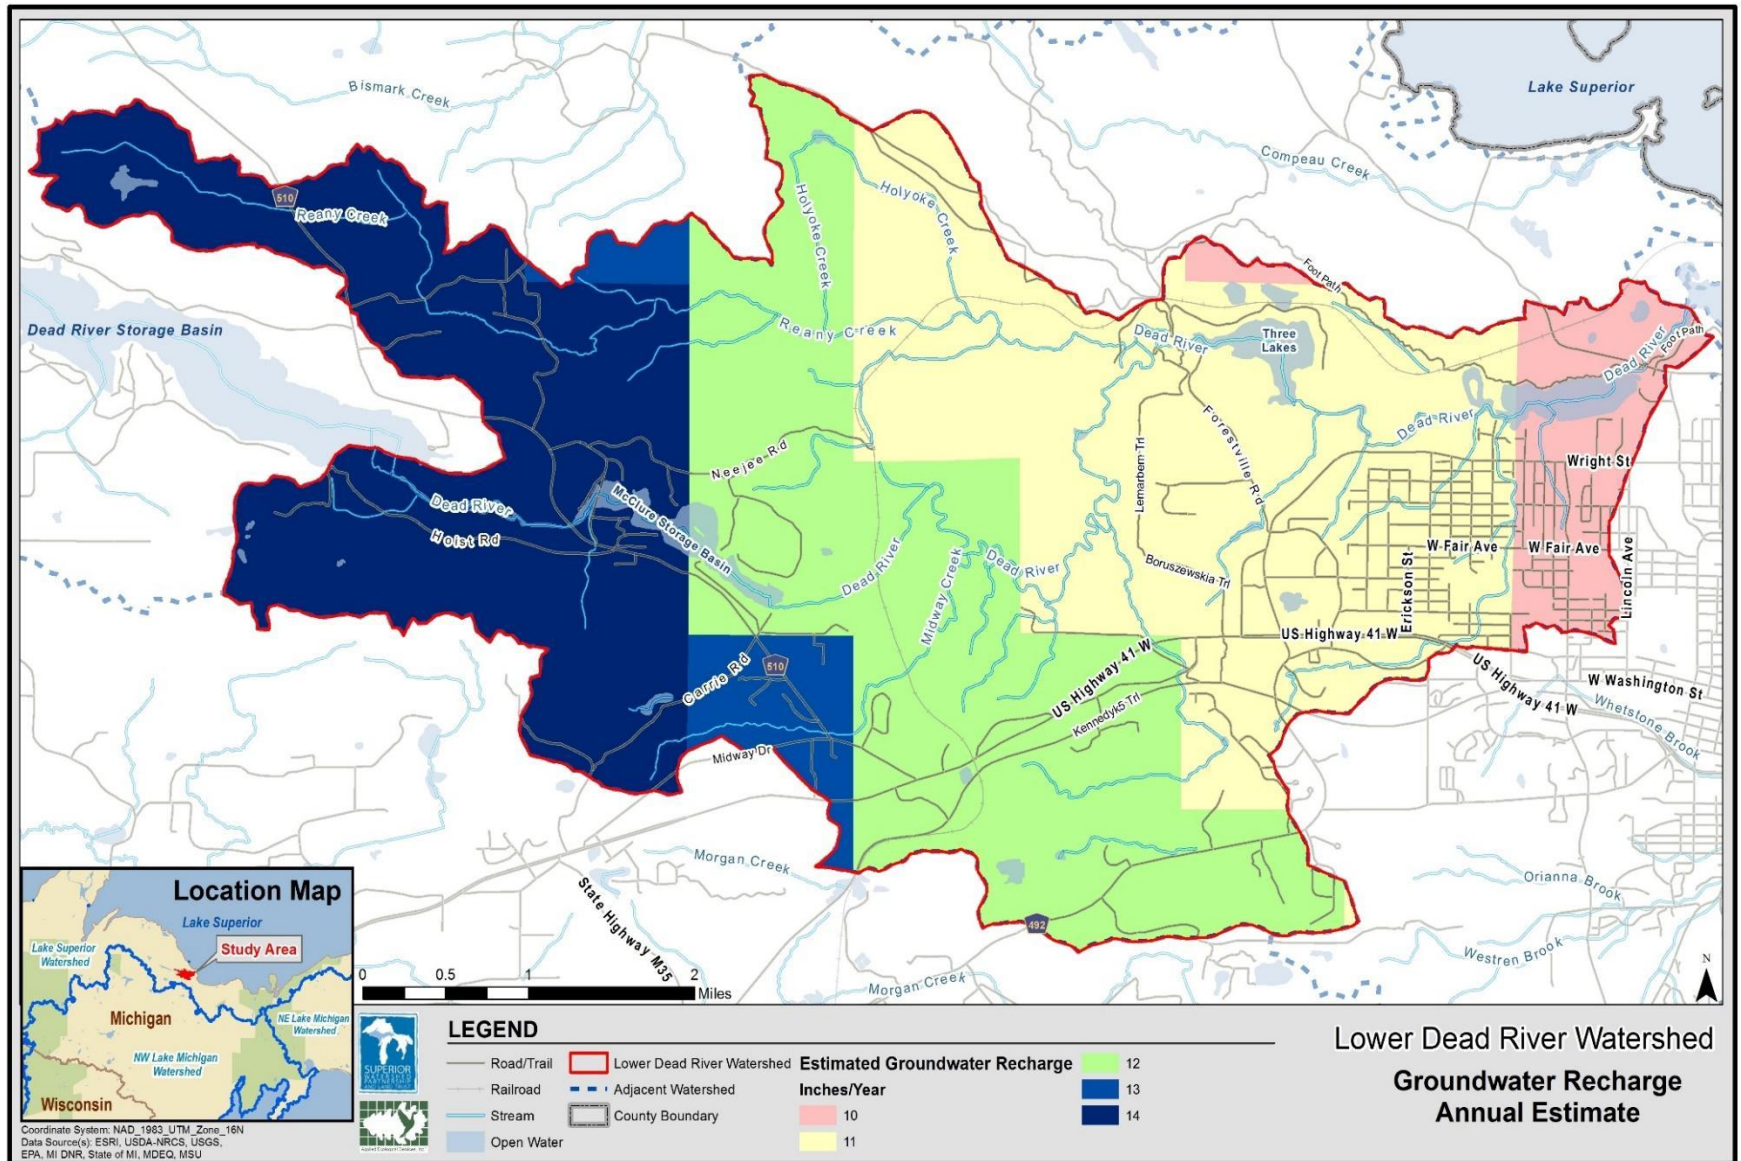 Bismark Creek
Lake Superior
Compeau Creek
510
Reany Creek
Holyoke Creek
Holyoke Creek
Foot Path
Dead River Storage Basin
Reany Creek
Dead River
Three
Lakes
Dead River
Foot Path
Dead River
Neejee Rd
Lemarbem Trl
Forestville Rd
Wright St
Dead River
McClure Storage Basin
Hoist Rd
Dead River
Midway Creek
Dead River
Boruszewskia Trl
W Fair Ave
W Fair Ave
Erickson St
Lincoln Ave
US Highway 41 W
510
Carrie Rd
US Highway 41 W
Kennedyk5 Trl
US Highway 41 W
W Washington St
Whetstone Brook
Midway Dr
Morgan Creek
State Highway M35
Orianna Brook
492
Westren Brook
Morgan Creek
N
0 0.5 1 2
Miles
Location Map
Lake Superior
Lake Superior
Watershed
Study Area
Michigan
NE Lake Michigan
Watershed
NW Lake Michigan
Watershed
Wisconsin
Coordinate System: NAD_1983_UTM_Zone_16N
Data Source(s): ESRI, USDA-NRCS, USGS,
EPA, MI DNR, State of MI, MDEQ, MSU
SUPERIOR
WATERSHED
PARTNERSHIP
AND LAND TRUST
LEGEND
Road/Trail
Railroad
Stream
Open Water
Lower Dead River Watershed
Adjacent Watershed
County Boundary
Estimated Groundwater Recharge
Inches/Year
10
11
12
13
14
Lower Dead River Watershed
Groundwater Recharge
Annual Estimate